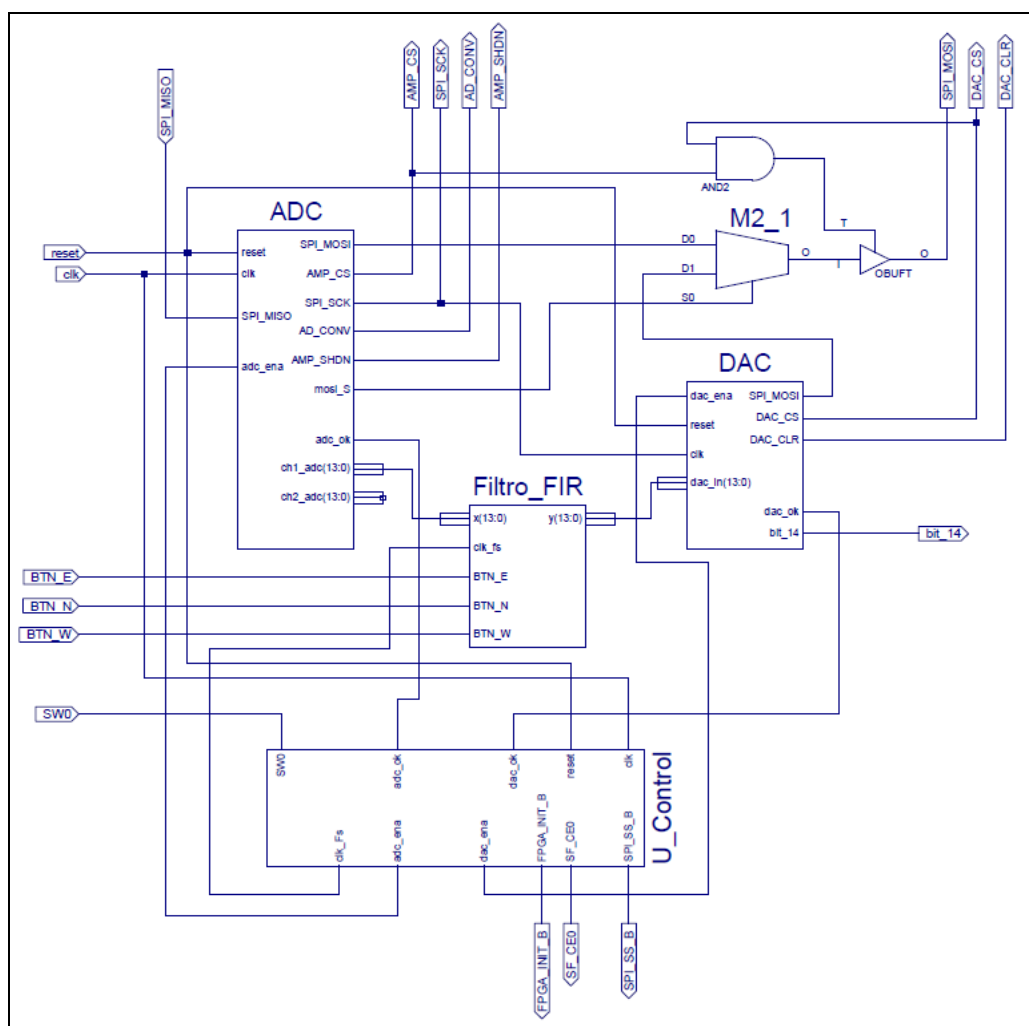 SPI_MISO
AMP_CS
SPI_SCK
AD_CONV
AMP_SHDN
SPI_MOSI
DAC_CS
DAC_CLR
AND2
ADC
M2_1
reset
clk
reset
clk
SPI_MISO
adc_ena
SPI_MOSI
AMP_CS
SPI_SCK
AD_CONV
AMP_SHDN
mosi_S
adc_ok
ch1_adc(13:0)
ch2_adc(13:0)
D0
D1
S0
O
T
T
O
OBUFT
DAC
dac_ena
reset
clk
dac_in(13:0)
SPI_MOSI
DAC_CS
DAC_CLR
dac_ok
bit_14
bit_14
Filtro_FIR
x(13:0)
y(13:0)
clk_fs
BTN_E
BTN_N
BTN_W
BTN_E
BTN_N
BTN_W
SW0
SW0
adc_ok
dac_ok
reset
clk
clk_Fs
adc_ena
dac_ena
FPGA_INIT_B
SF_CE0
SPI_SS_B
U_Control
FPGA_INIT_B
SF_CE0
SPI_SS_B